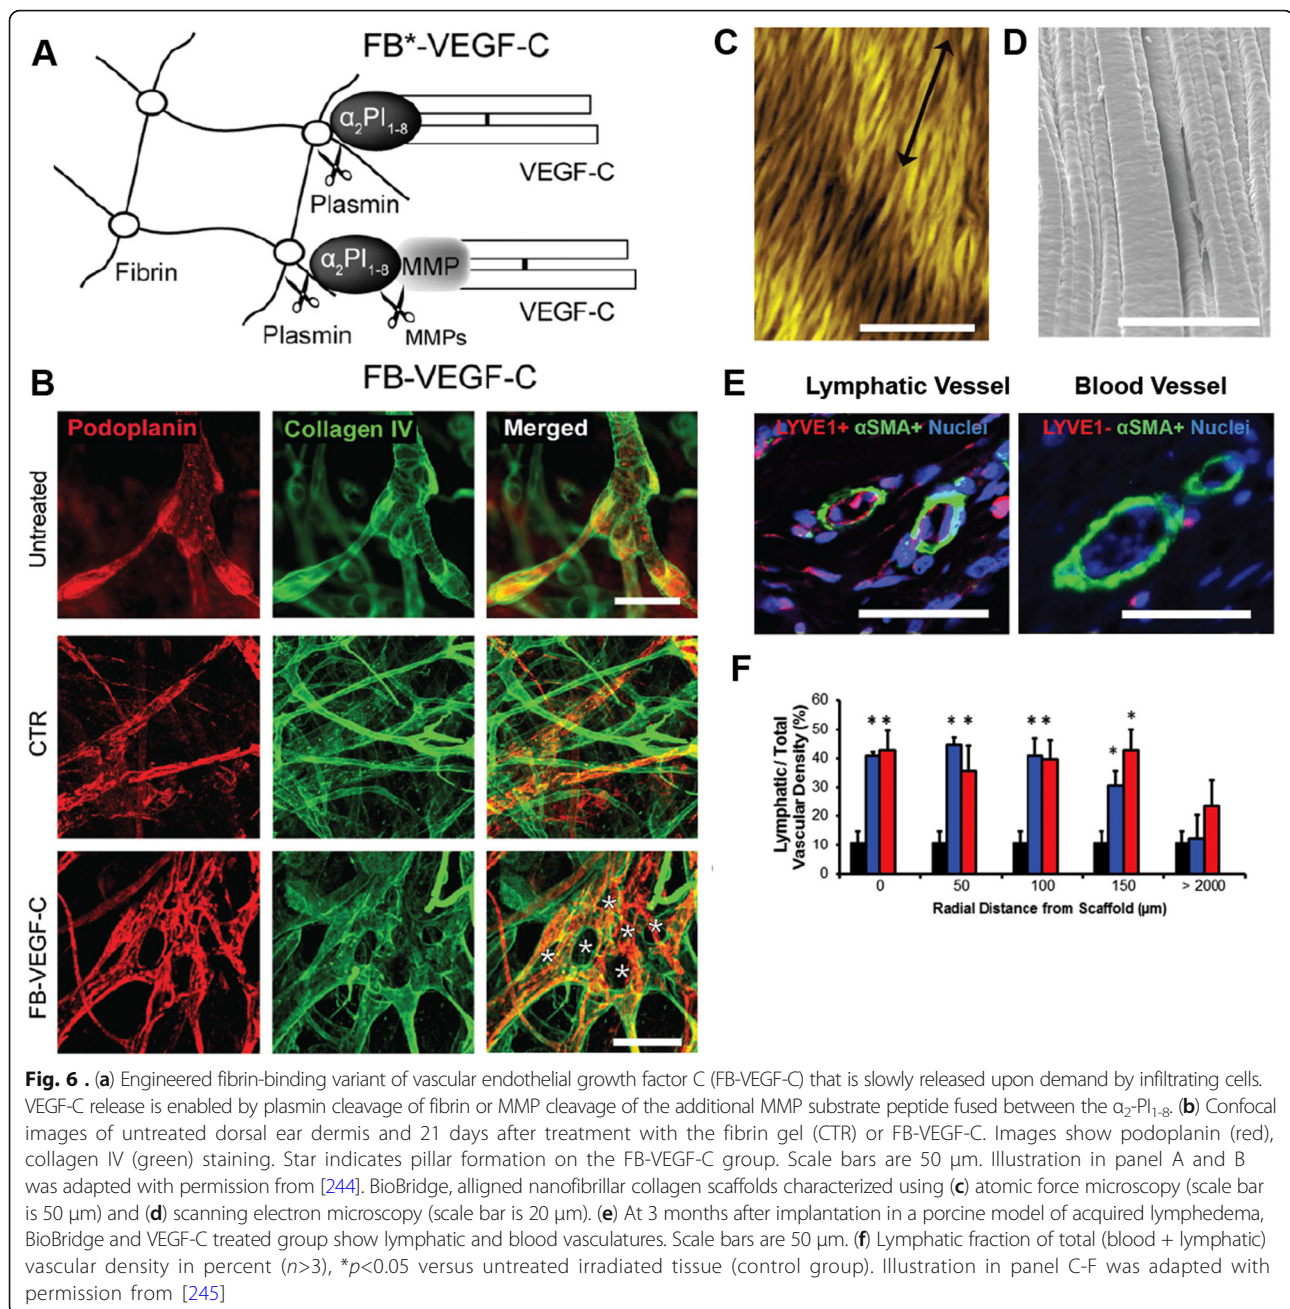 A
FB*-VEGF-C
α2PI1-8
VEGF-C
Plasmin
Fibrin
α2PI1-8
MMP
VEGF-C
Plasmin
MMPs
FB-VEGF-C
B
Podoplanin
Collagen IV
Merged
Untreated
CTR
FB-VEGF-C
* * * * * *
C
D
E
Lymphatic Vessel
Blood Vessel
LYVE1+ αSMA+ Nuclei
LYVE1- αSMA+ Nuclei
F
Lymphatic / Total
Vascular Density (%)
60
50
40
30
20
10
0
* * * * * * * *
0 50 100 150 > 2000
Radial Distance from Scaffold (µm)
Fig. 6 . (a) Engineered fibrin-binding variant of vascular endothelial growth factor C (FB-VEGF-C) that is slowly released upon demand by infiltrating cells.
VEGF-C release is enabled by plasmin cleavage of fibrin or MMP cleavage of the additional MMP substrate peptide fused between the α2-PI1-8. (b) Confocal
images of untreated dorsal ear dermis and 21 days after treatment with the fibrin gel (CTR) or FB-VEGF-C. Images show podoplanin (red),
collagen IV (green) staining. Star indicates pillar formation on the FB-VEGF-C group. Scale bars are 50 μm. Illustration in panel A and B
was adapted with permission from [244]. BioBridge, alligned nanofibrillar collagen scaffolds characterized using (c) atomic force microscopy (scale bar
is 50 μm) and (d) scanning electron microscopy (scale bar is 20 μm). (e) At 3 months after implantation in a porcine model of acquired lymphedema,
BioBridge and VEGF-C treated group show lymphatic and blood vasculatures. Scale bars are 50 μm. (f) Lymphatic fraction of total (blood + lymphatic)
vascular density in percent (n>3), *p<0.05 versus untreated irradiated tissue (control group). Illustration in panel C-F was adapted with
permission from [245]